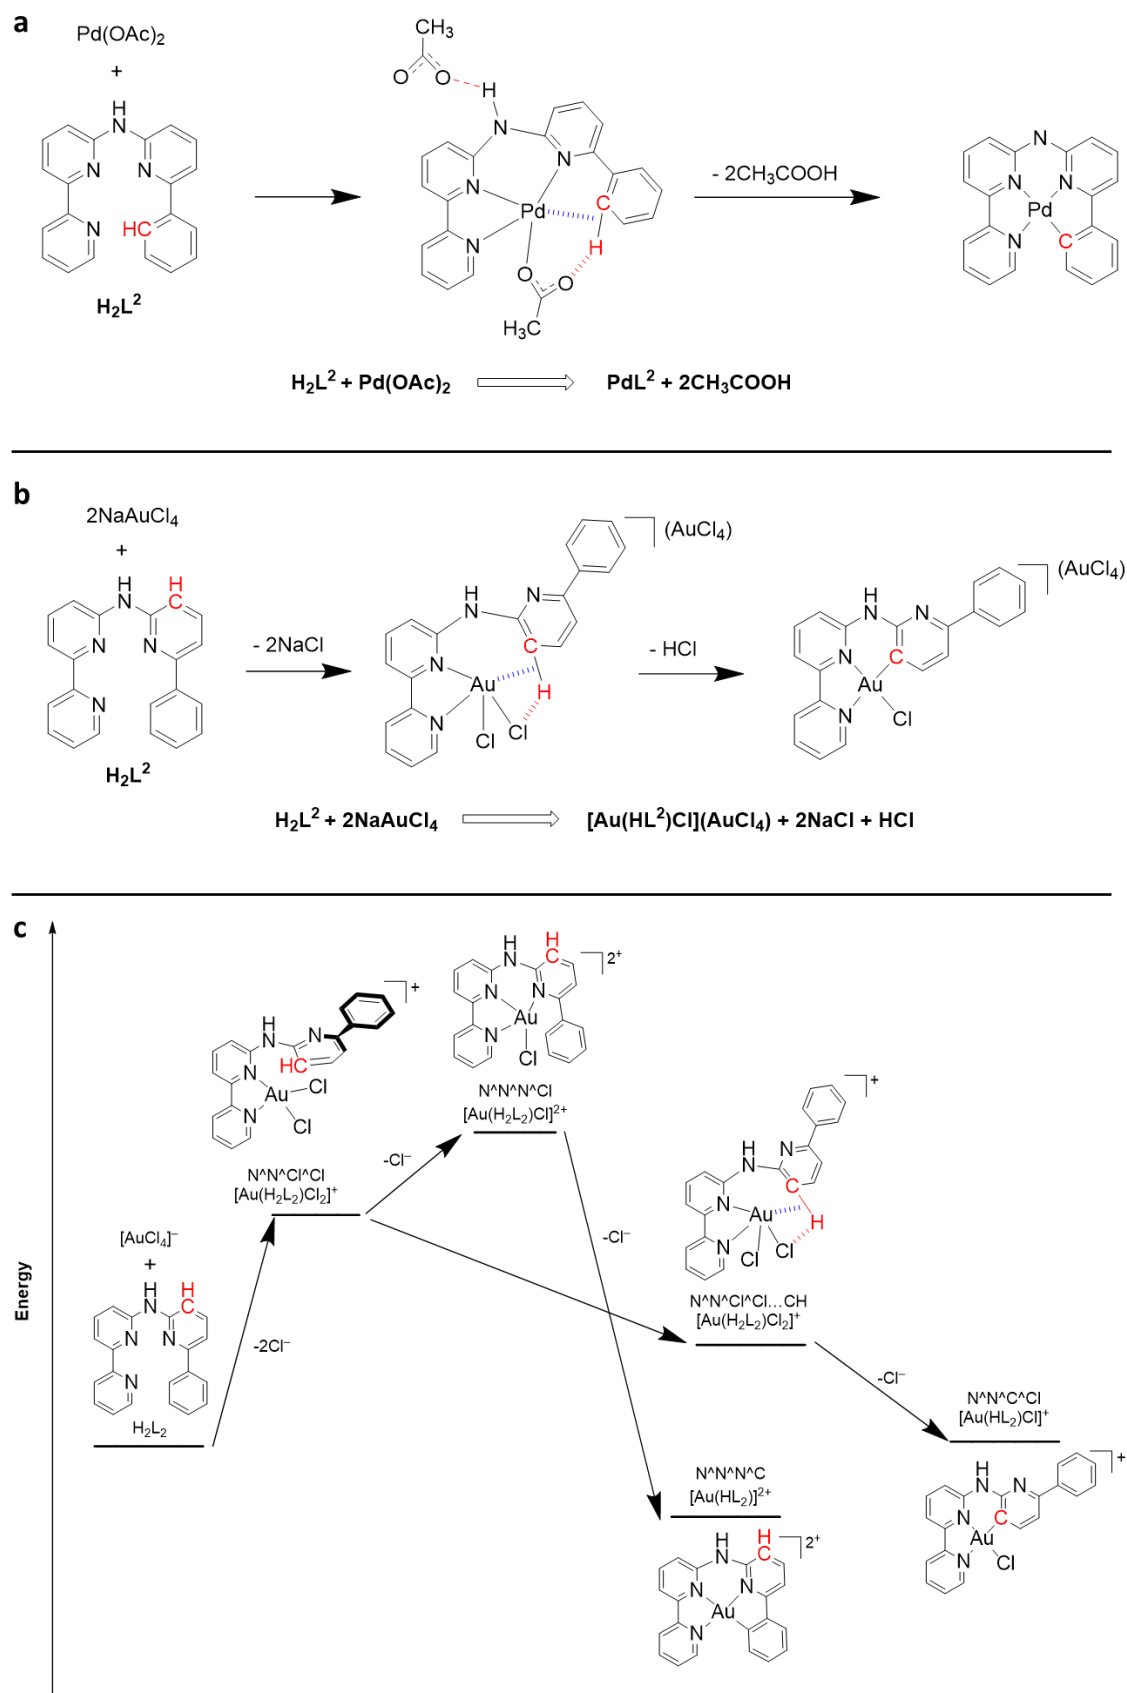 a
Pd(OAc)2
+
H
N
N
N
N
HC
H2L2
CH3
O
O
H
N
N
N
N
Pd
C
H
O
O
H3C
- 2CH3COOH
N
N
N
N
Pd
C
H2L2 + Pd(OAc)2
PdL2 + 2CH3COOH
b
2NaAuCl4
+
H
N
H
C
N
N
N
H2L2
- 2NaCl
(AuCl4)
H
N
N
C
N
N
Au
H
Cl
Cl
- HCl
(AuCl4)
H
N
N
C
N
N
Au
Cl
H2L2 + 2NaAuCl4
[Au(HL2)Cl](AuCl4) + 2NaCl + HCl
c
Energy
[AuCl4]–
+
H
N
H
C
N
N
N
H2L2
-2Cl–
+
H
N
N
HC
N
N
Au
Cl
Cl
N^N^Cl^Cl
[Au(H2L2)Cl2]+
-Cl–
2+
H
N
H
C
N
N
N
Au
Cl
N^N^N^Cl
[Au(H2L2)Cl]2+
-Cl–
+
H
N
N
C
N
N
Au
H
Cl
Cl
N^N^Cl^Cl...CH
[Au(H2L2)Cl2]+
-Cl–
N^N^C^Cl
[Au(HL2)Cl]+
+
H
N
N
C
N
N
Au
Cl
N^N^N^C
[Au(HL2)]2+
2+
H
N
H
C
N
N
N
Au